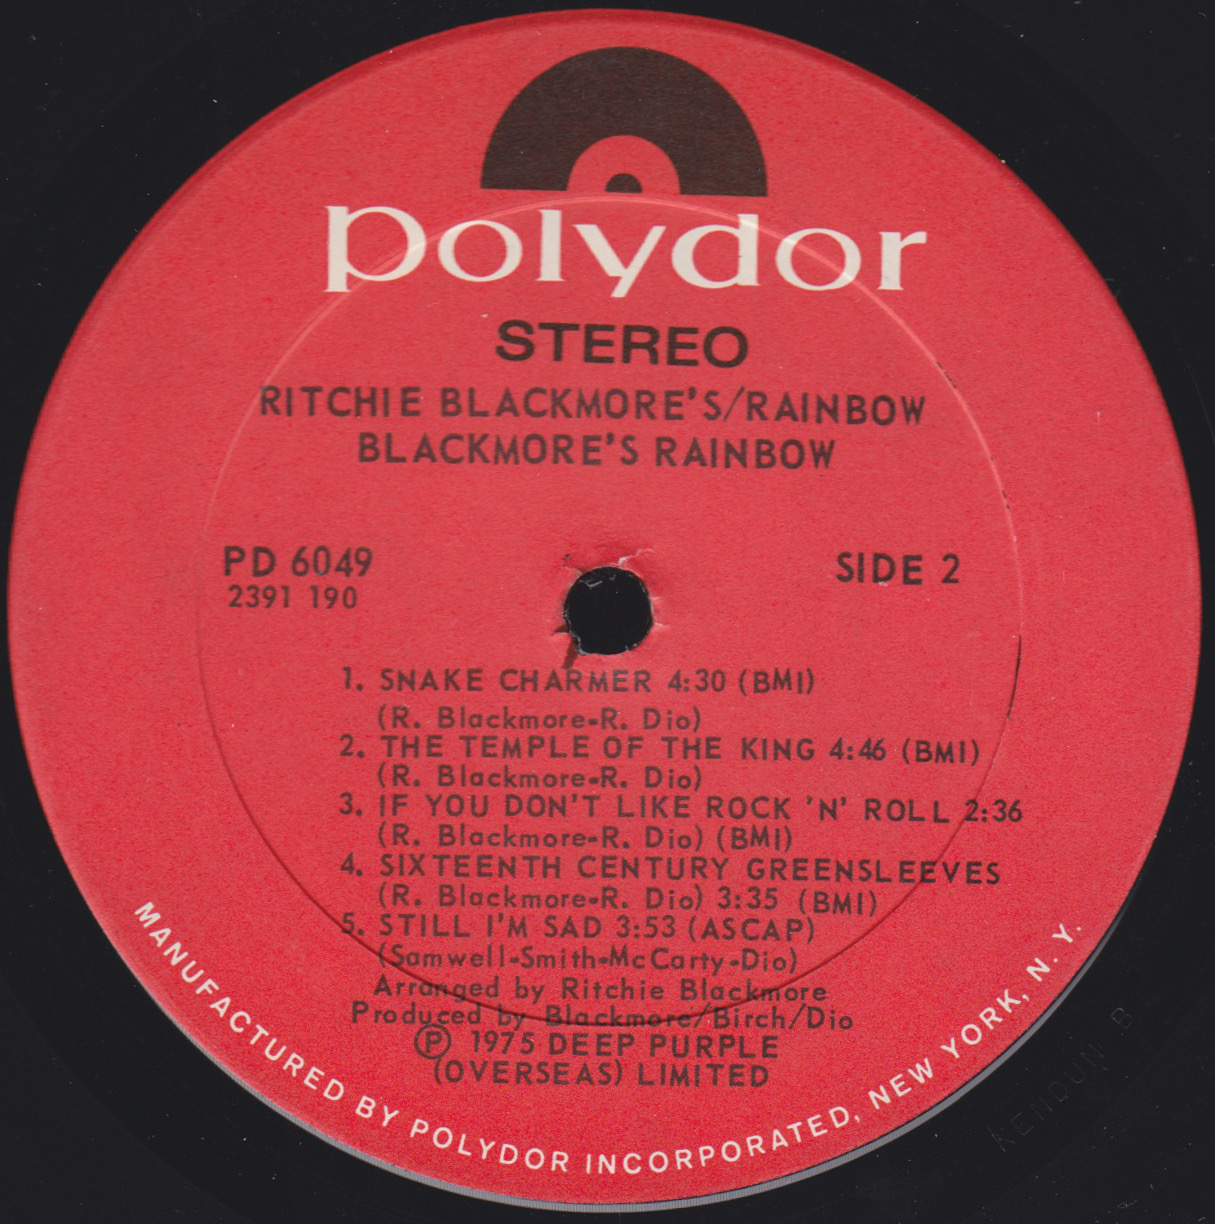 polydor
STEREO
RITCHIE BLACKMORE'S/RAINBOW
BLACKMORE'S RAINBOW
PD 6049
2391 190
SIDE 2
1. SNAKE CHARMER 4:30 (BMI)
(R. Blackmore-R. Dio)
2. THE TEMPLE OF THE KING 4:46 (BMI)
(R. Blackmore-R. Dio)
3. IF YOU DON'T LIKE ROCK 'N' ROLL 2:36
(R. Blackmore-R. Dio) (BMI)
4. SIXTEENTH CENTURY GREENSLEEVES
(R. Blackmore-R. Dio) 3:35 (BMI)
5. STILL I'M SAD 3:53 (ASCAP)
(Samwell-Smith-McCarty-Dio)
Arranged by Ritchie Blackmore
Produced by Blackmore/Birch/Dio
Ⓟ 1975 DEEP PURPLE
(OVERSEAS) LIMITED
MANUFACTURED BY POLYDOR INCORPORATED, NEW YORK, N. Y.
KENDUN B